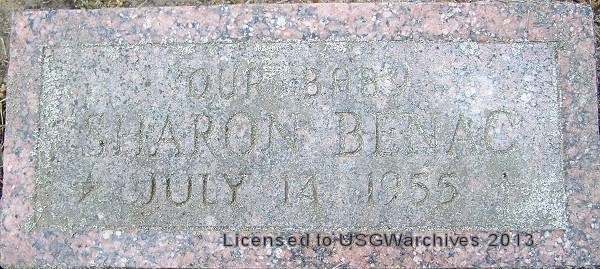 OUR BABY
SHARON BENAC
JULY 14 1955
Licensed to USGWarchives 2013